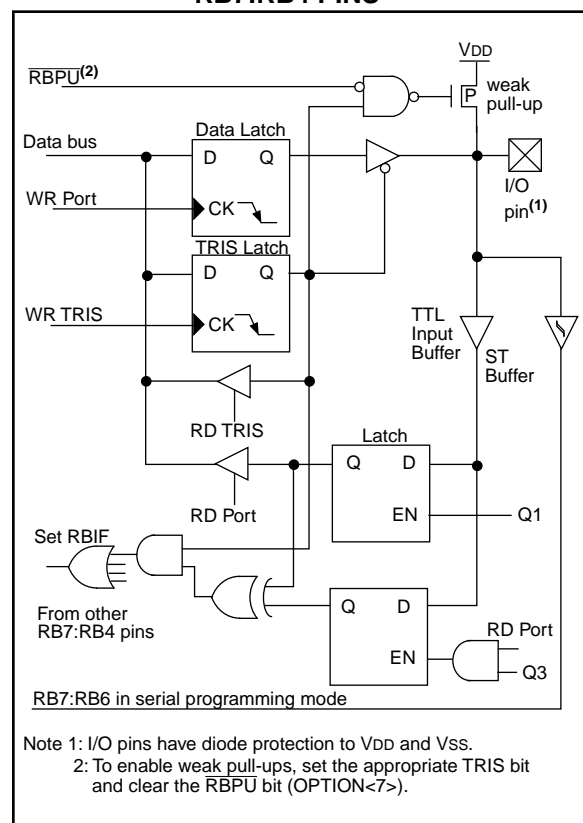 RBPU(2)
VDD
weak
pull-up
P
Data Latch
Data bus
D Q
WR Port
CK
I/O
pin(1)
TRIS Latch
D Q
WR TRIS
CK
TTL
Input
Buffer
ST
Buffer
RD TRIS
Latch
Q D
RD Port
EN
Q1
Set RBIF
From other
RB7:RB4 pins
Q D
RD Port
EN
Q3
RB7:RB6 in serial programming mode
Note 1: I/O pins have diode protection to VDD and VSS.
2: To enable weak pull-ups, set the appropriate TRIS bit
and clear the RBPU bit (OPTION<7>).